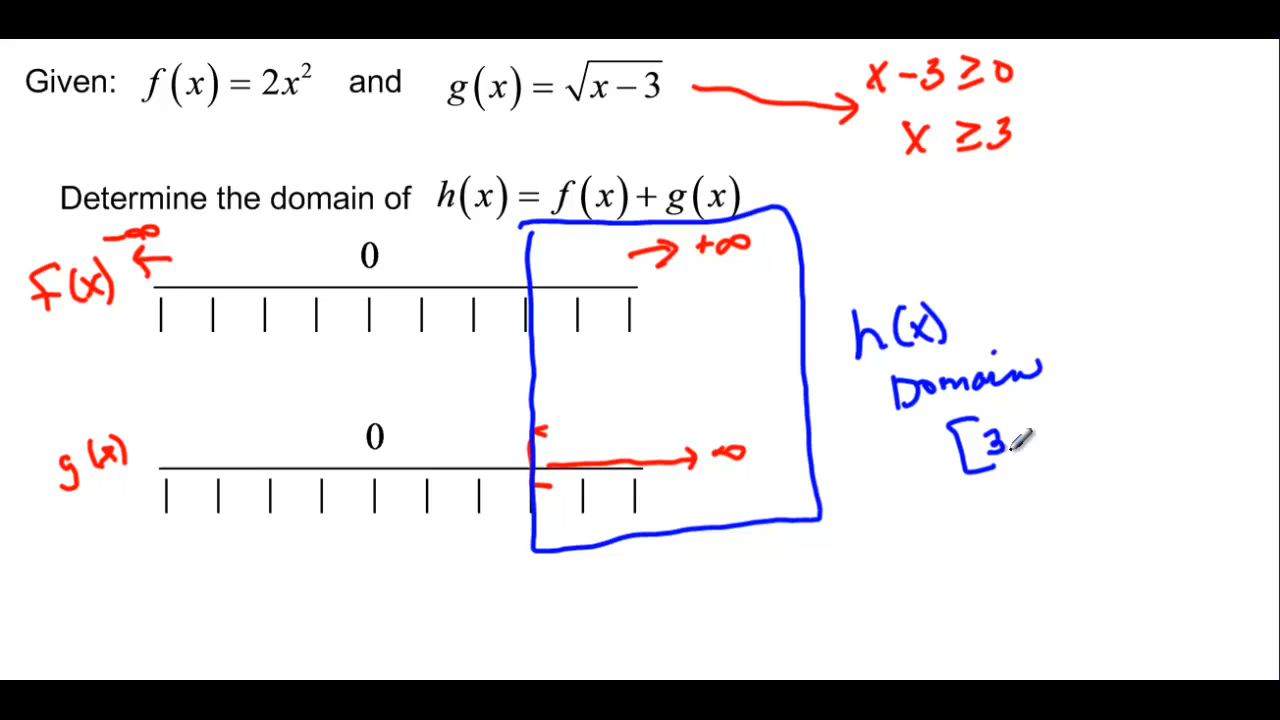 Given: f(x) = 2x² and g(x) = √(x−3)
x − 3 ≥ 0
x ≥ 3
Determine the domain of h(x) = f(x) + g(x)
−∞
0
+∞
f(x)
h(x)
Domain
0
g(x)
∞
[3